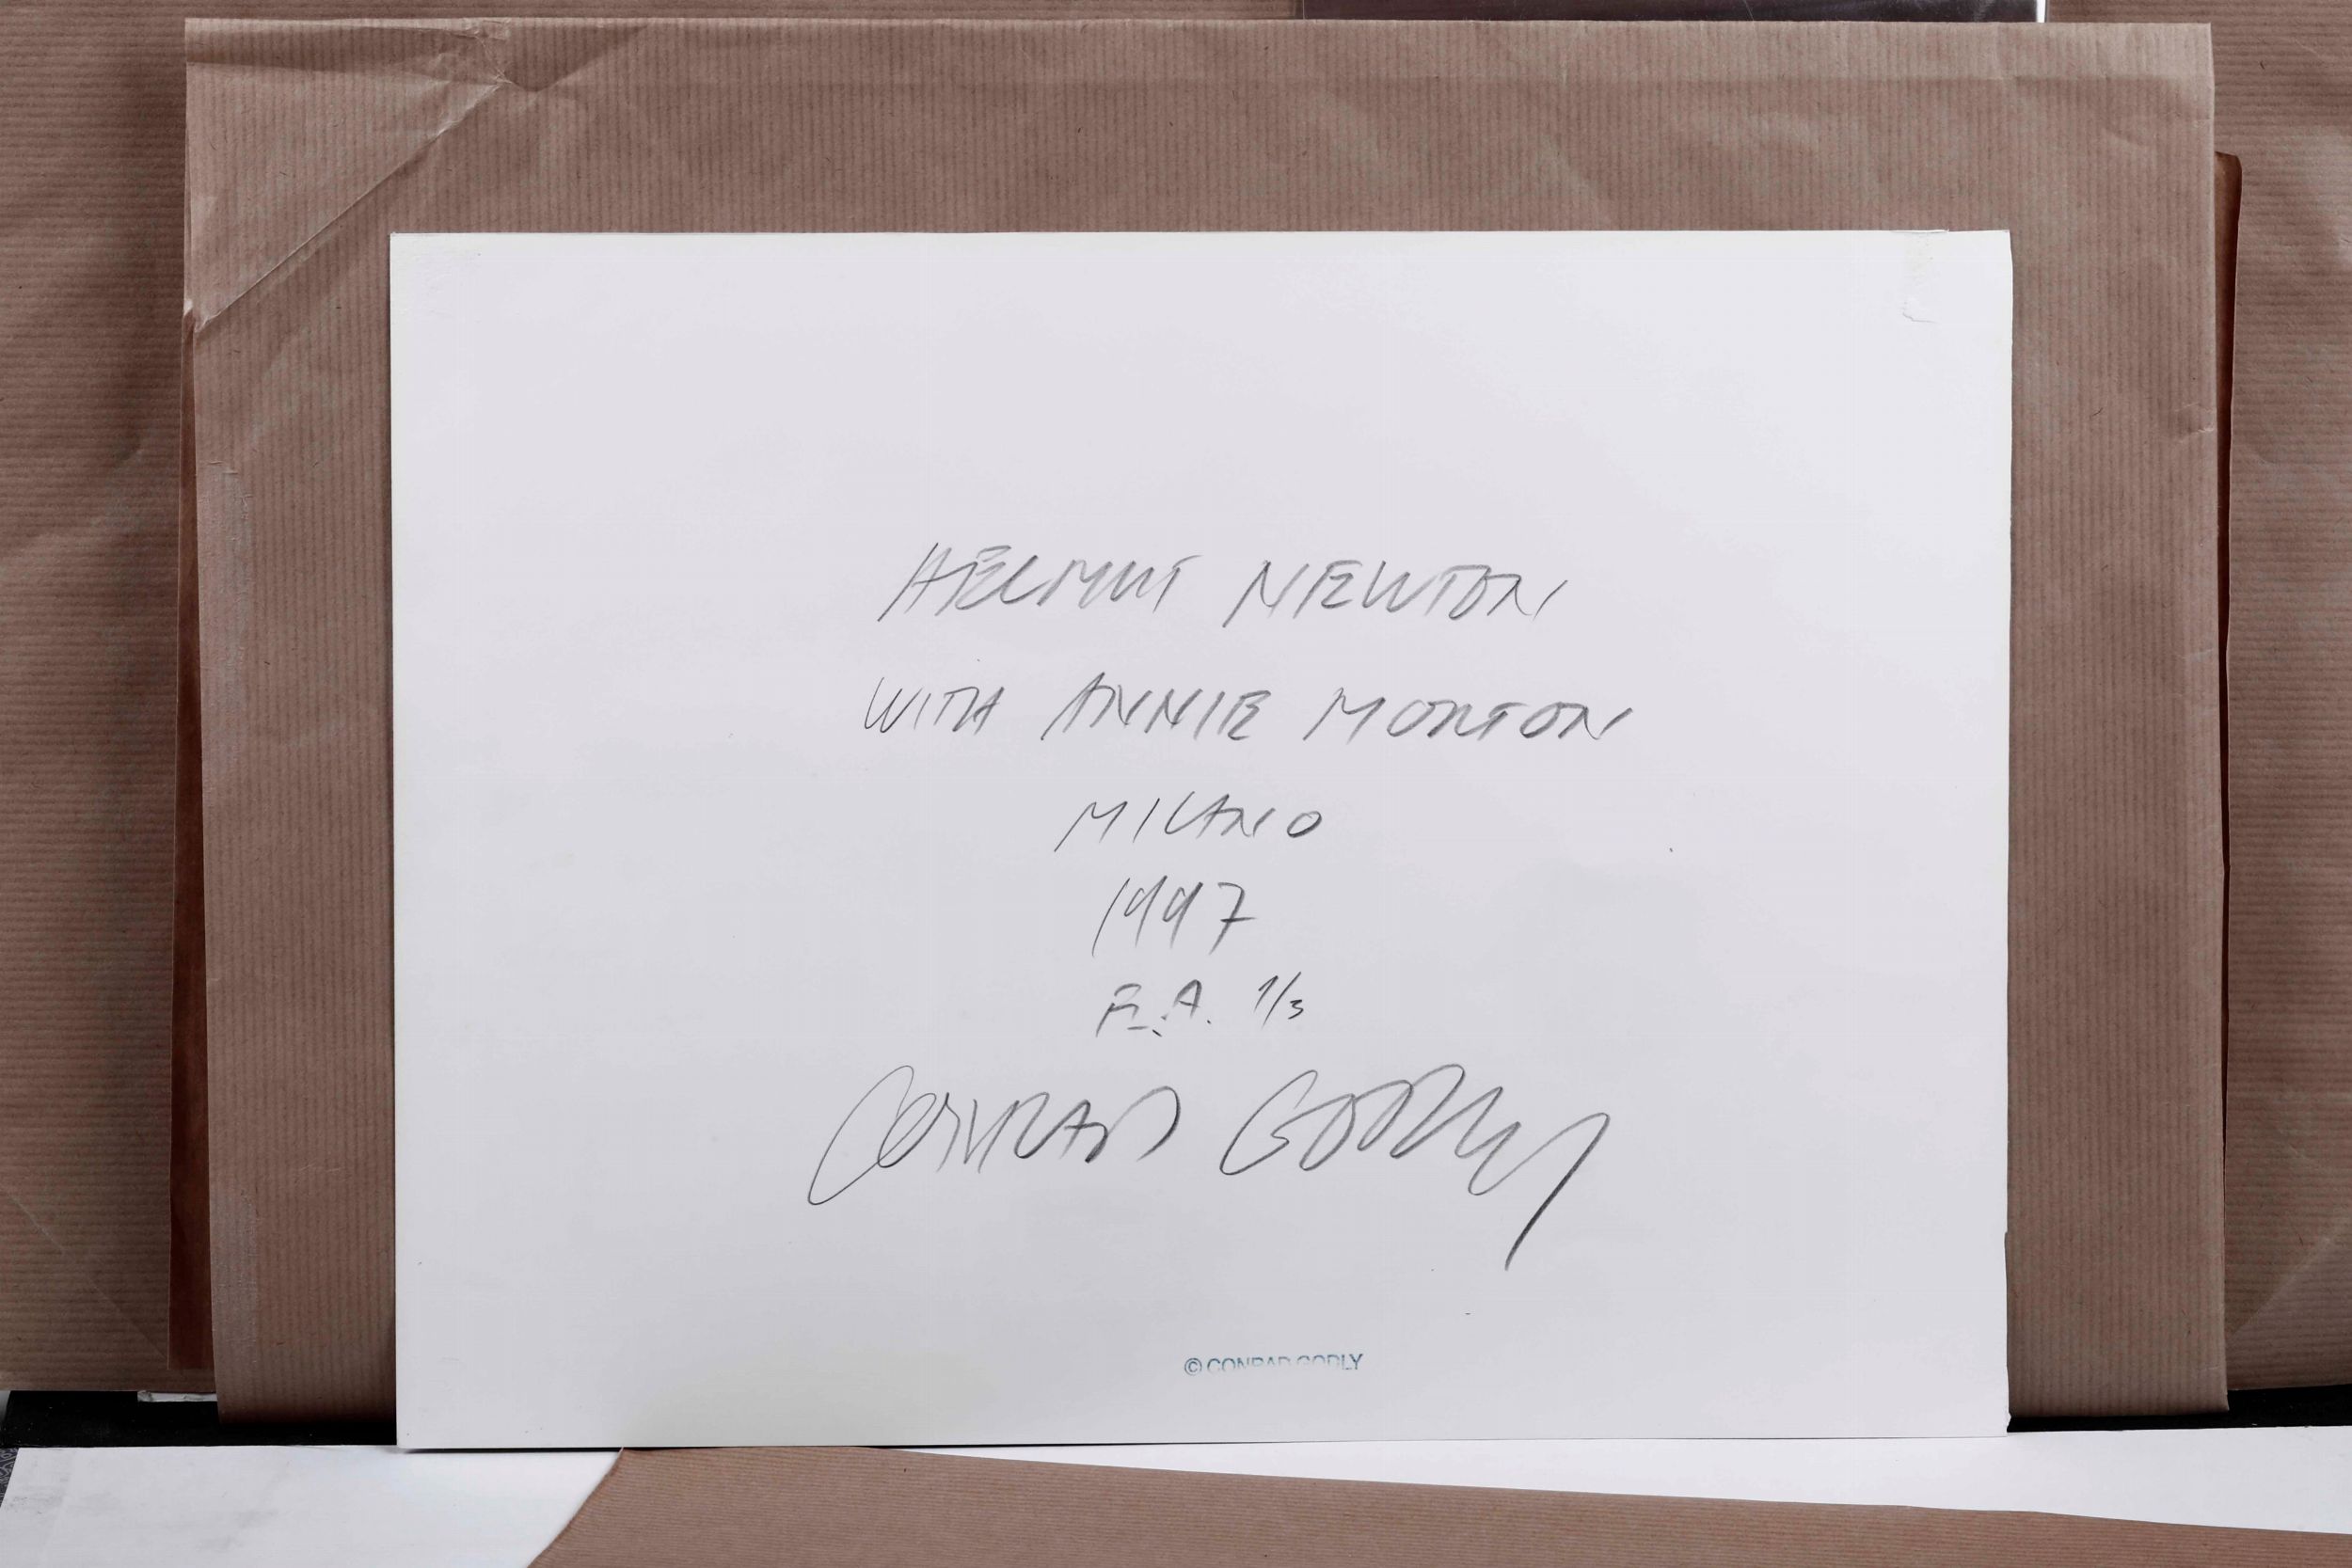 HELMUT NEWTON
WITH ANNIE MORTON
MILANO
1997
E.A. 1/3
CONRAD GODLY
© CONRAD GODLY